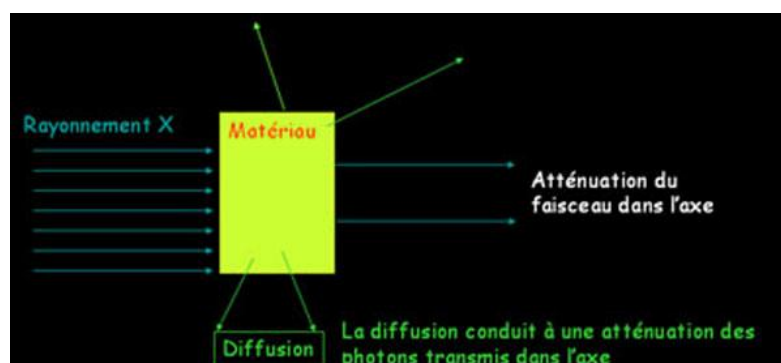 Rayonnement X
Matériau
Atténuation du
faisceau dans l'axe
Diffusion
La diffusion conduit à une atténuation des
photons transmis dans l'axe